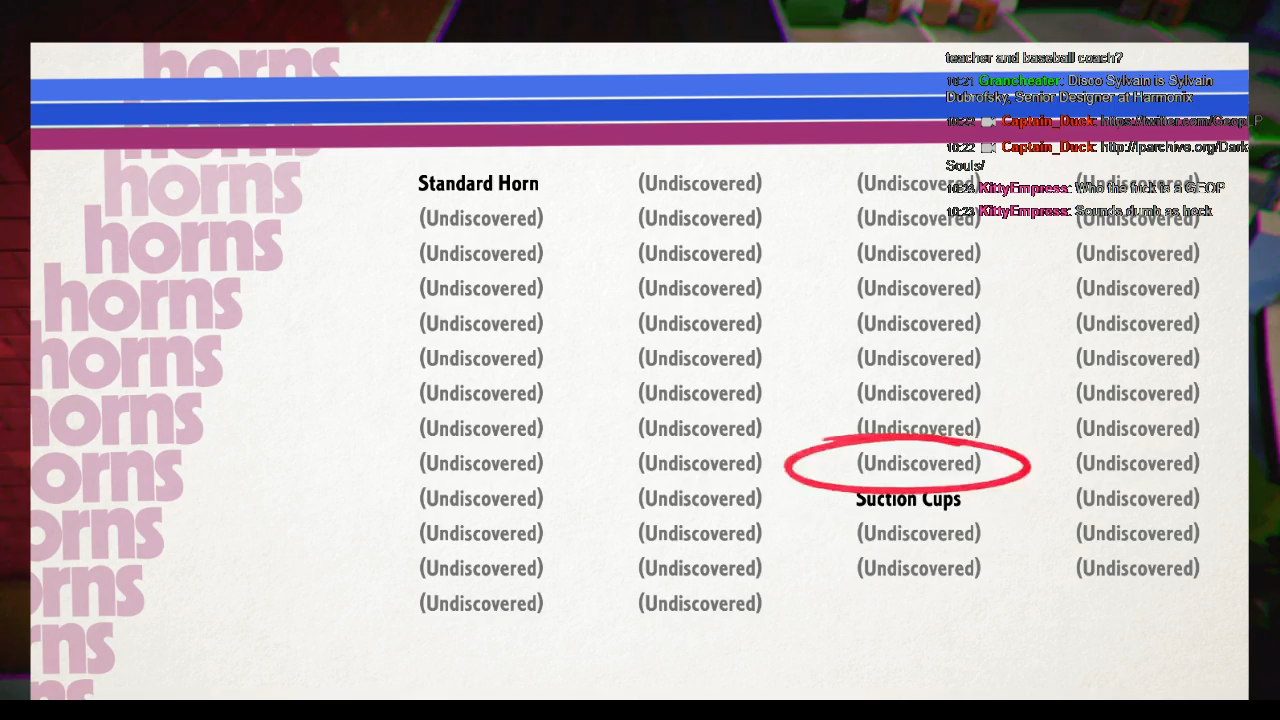 horns
teacher and baseball coach?
10:21 Grancheater: Disco Sylvain is Sylvain
Dubrofsky, Senior Designer at Harmonix
10:22 Captain_Duck: https://twitter.com/Geop_LP
10:22 Captain_Duck: http://lparchive.org/Dark-
Souls/
10:23 KittyEmpress: Who the fuck is a GEOP
10:23 KittyEmpress: Sounds dumb as heck
horns
horns
horns
horns
horns
horns
horns
orns
orns
orns
rns
ns
Standard Horn (Undiscovered) (Undiscovered) (Undiscovered)
(Undiscovered) (Undiscovered) (Undiscovered) (Undiscovered)
(Undiscovered) (Undiscovered) (Undiscovered) (Undiscovered)
(Undiscovered) (Undiscovered) (Undiscovered) (Undiscovered)
(Undiscovered) (Undiscovered) (Undiscovered) (Undiscovered)
(Undiscovered) (Undiscovered) (Undiscovered) (Undiscovered)
(Undiscovered) (Undiscovered) (Undiscovered) (Undiscovered)
(Undiscovered) (Undiscovered) (Undiscovered) (Undiscovered)
(Undiscovered) (Undiscovered) (Undiscovered) (Undiscovered)
(Undiscovered) (Undiscovered) Suction Cups (Undiscovered)
(Undiscovered) (Undiscovered) (Undiscovered) (Undiscovered)
(Undiscovered) (Undiscovered) (Undiscovered) (Undiscovered)
(Undiscovered) (Undiscovered)